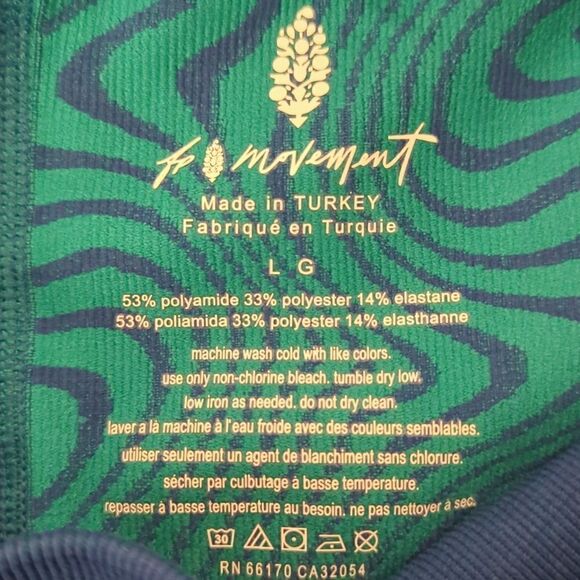 fp movement
Made in TURKEY
Fabriqué en Turquie
L G
53% polyamide 33% polyester 14% elastane
53% poliamida 33% polyester 14% elasthanne
machine wash cold with like colors.
use only non-chlorine bleach. tumble dry low.
low iron as needed. do not dry clean.
laver a là machine à l'eau froide avec des couleurs semblables.
utiliser seulement un agent de blanchiment sans chlorure.
sécher par culbutage à basse temperature.
repasser à basse temperature au besoin. ne pas nettoyer à sec.
30
RN 66170 CA32054